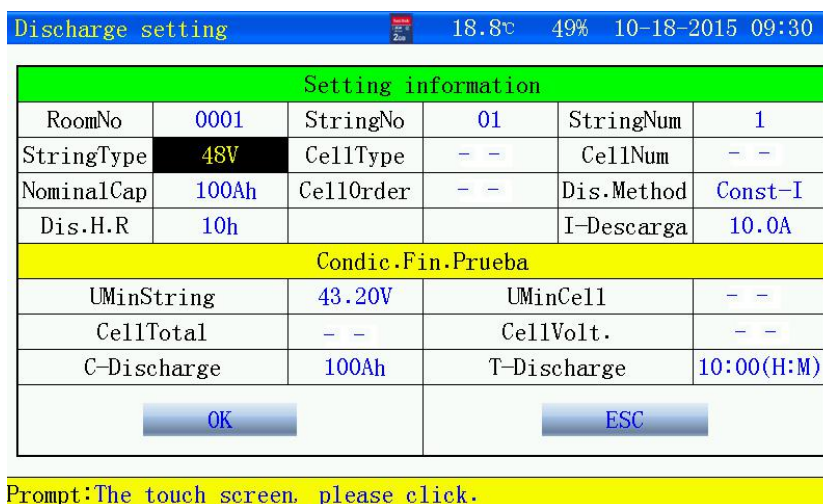 Discharge setting 2GB 18.8℃ 49% 10-18-2015 09:30
Setting information
RoomNo 0001 StringNo 01 StringNum 1
StringType 48V CellType - - CellNum - -
NominalCap 100Ah CellOrder - - Dis.Method Const-I
Dis.H.R 10h I-Descarga 10.0A
Condic.Fin.Prueba
UMinString 43.20V UMinCell - -
CellTotal - - CellVolt. - -
C-Discharge 100Ah T-Discharge 10:00(H:M)
OK ESC
Prompt:The touch screen, please click.